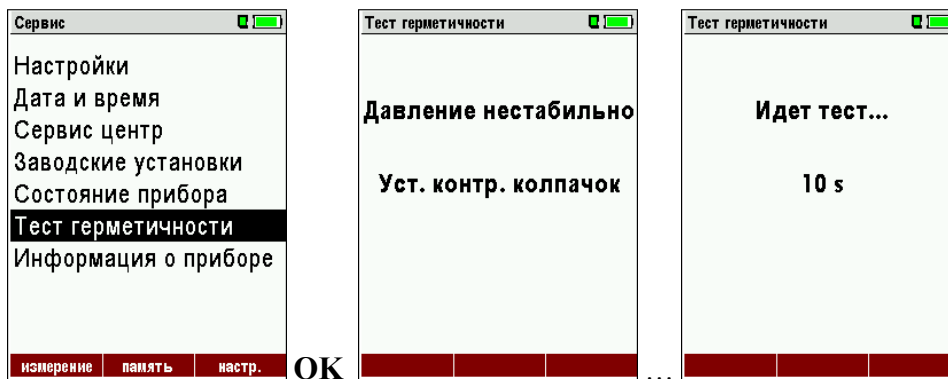 Сервис
Настройки
Дата и время
Сервис центр
Заводские установки
Состояние прибора
Тест герметичности
Информация о приборе
измерение память настр.
OK
Тест герметичности
Давление нестабильно
Уст. контр. колпачок
...
Тест герметичности
Идет тест...
10 s